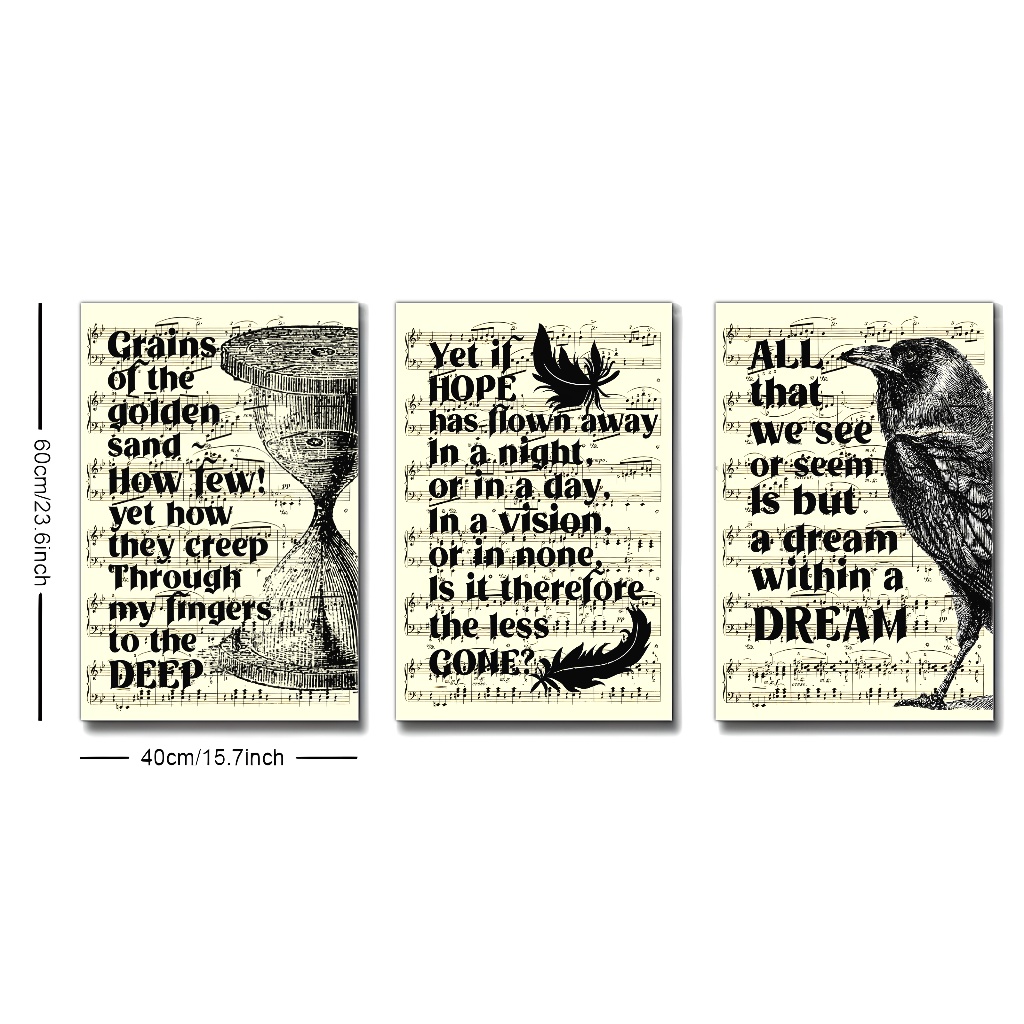 Grains
of the
golden
sand ~
How few!
yet how
they creep
Through
my fingers
to the
DEEP
Yet if
HOPE
has flown away
In a night,
or in a day,
In a vision,
or in none,
Is it therefore
the less
GONE?
ALL
that
we see
or seem
Is but
a dream
within a
DREAM
60cm/23.6inch
40cm/15.7inch